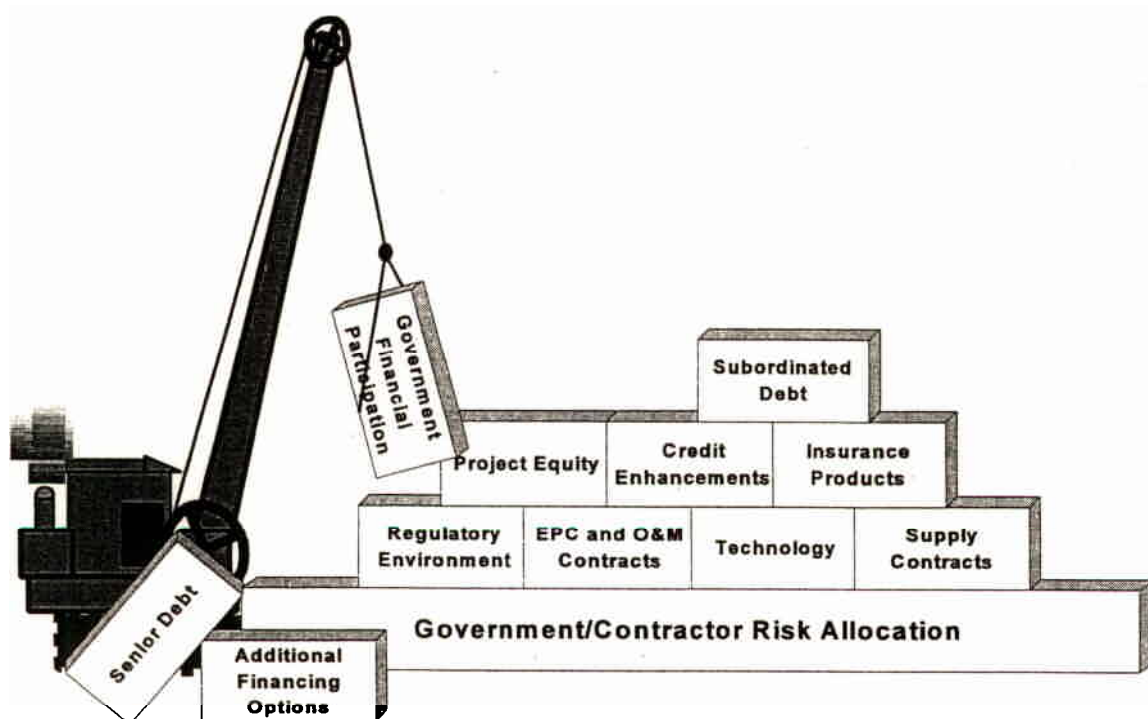 Government
Financial
Participation
Subordinated
Debt
Project Equity
Credit
Enhancements
Insurance
Products
Regulatory
Environment
EPC and O&M
Contracts
Technology
Supply
Contracts
Government/Contractor Risk Allocation
Senior Debt
Additional
Financing
Options